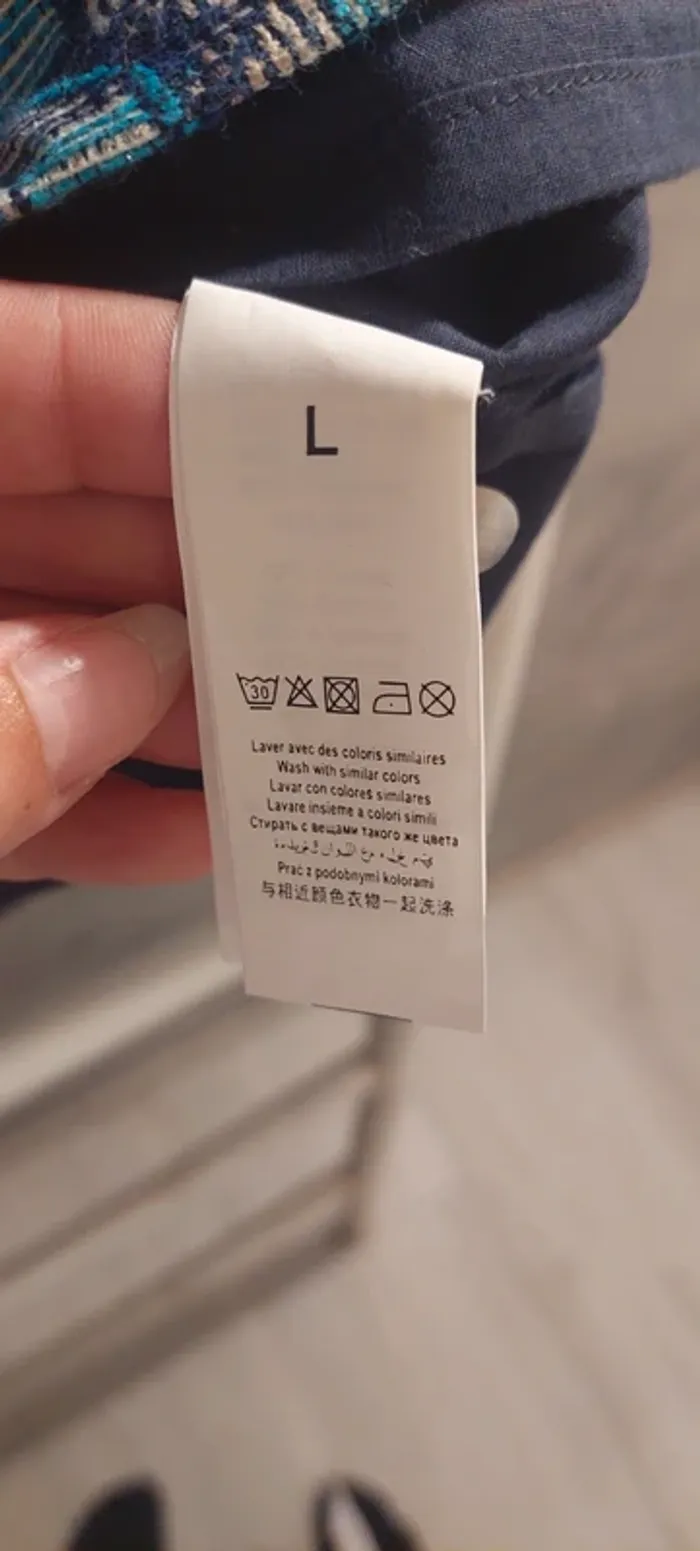 L
30
Laver avec des coloris similaires
Wash with similar colors
Lavar con colores similares
Lavare insieme a colori simili
Стирать с вещами такого же цвета
Prać z podobnymi kolorami
与相近颜色衣物一起洗涤